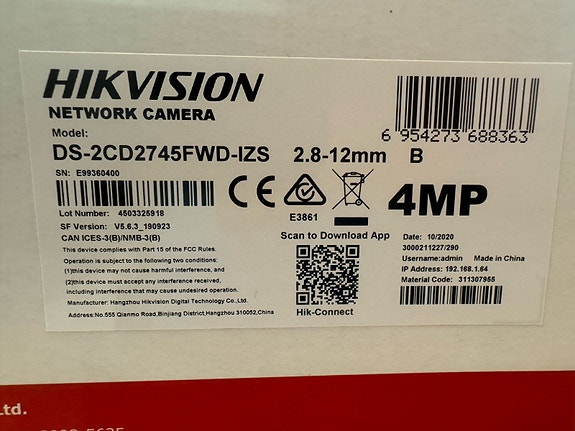 HIKVISION
NETWORK CAMERA
Model:
DS-2CD2745FWD-IZS 2.8-12mm B
6 954273 688363
SN: E99360400
E3861
4MP
Lot Number: 4503325918
SF Version: V5.6.3_190923
CAN ICES-3(B)/NMB-3(B)
This device complies with Part 15 of the FCC Rules.
Operation is subject to the following two conditions:
(1)this device may not cause harmful interference, and
(2)this device must accept any interference received,
including interference that may cause undesired operation.
Manufacturer: Hangzhou Hikvision Digital Technology Co.,Ltd.
Address:No.555 Qianmo Road,Binjiang District,Hangzhou 310052,China
Scan to Download App
Hik-Connect
Date: 10/2020
3000211227/290
Username:admin Made in China
IP Address: 192.168.1.64
Material Code: 311307955
Ltd.